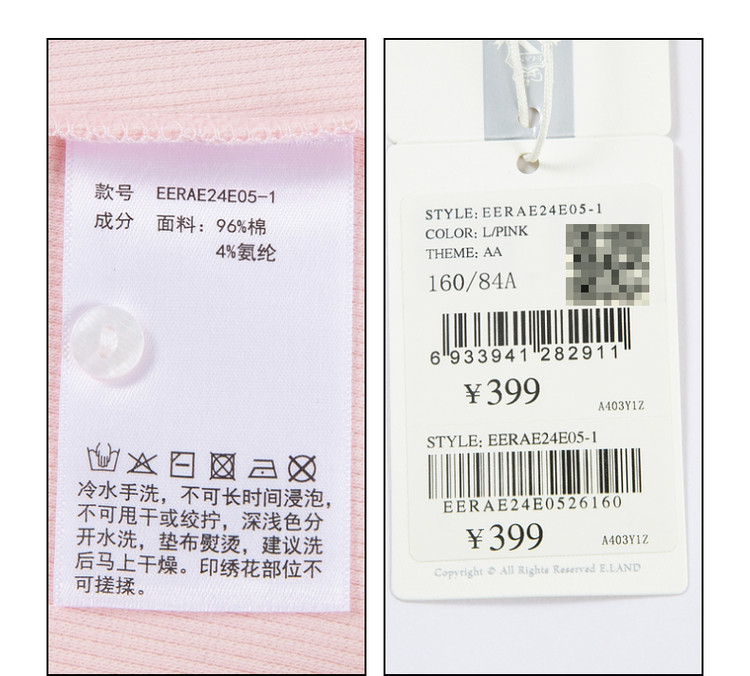 款号 EERAE24E05-1
成分 面料：96%棉
4%氨纶
冷水手洗，不可长时间浸泡，
不可甩干或绞拧，深浅色分
开水洗，垫布熨烫，建议洗
后马上干燥。印绣花部位不
可搓揉。
STYLE: EERAE24E05-1
COLOR: L/PINK
THEME: AA
160/84A
6 933941 282911
¥399
A403Y1Z
STYLE: EERAE24E05-1
EERAE24E0526160
¥399
A403Y1Z
Copyright © All Rights Reserved E.LAND